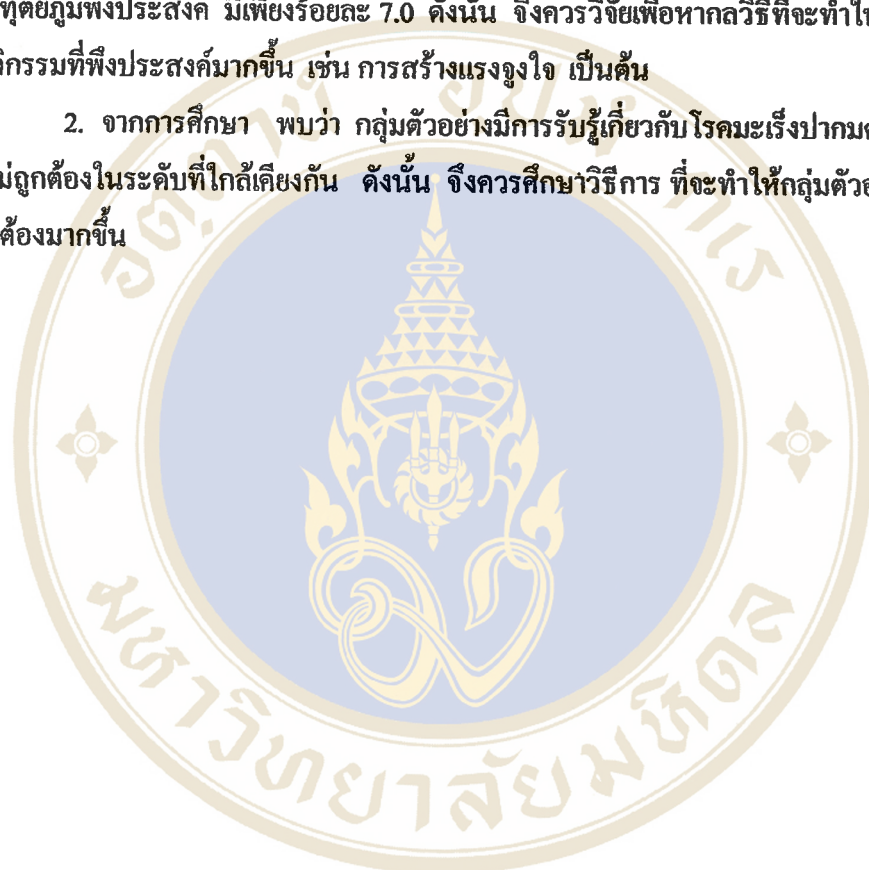 ทุติยภูมิพึงประสงค์ มีเพียงร้อยละ 7.0 ดังนั้น จึงควรวิจัยเพื่อหากลวิธีที่จะทำให้
กรรมที่พึงประสงค์มากขึ้น เช่น การสร้างแรงจูงใจ เป็นต้น
2. จากการศึกษา พบว่า กลุ่มตัวอย่างมีการรับรู้เกี่ยวกับโรคมะเร็งปากม
ถูกต้องในระดับที่ใกล้เคียงกัน ดังนั้น จึงควรศึกษาวิธีการ ที่จะทำให้กลุ่มตัว
ต้องมากขึ้น
อตฺตานํ อุปมํ กเร
มหาวิทยาลัยมหิดล